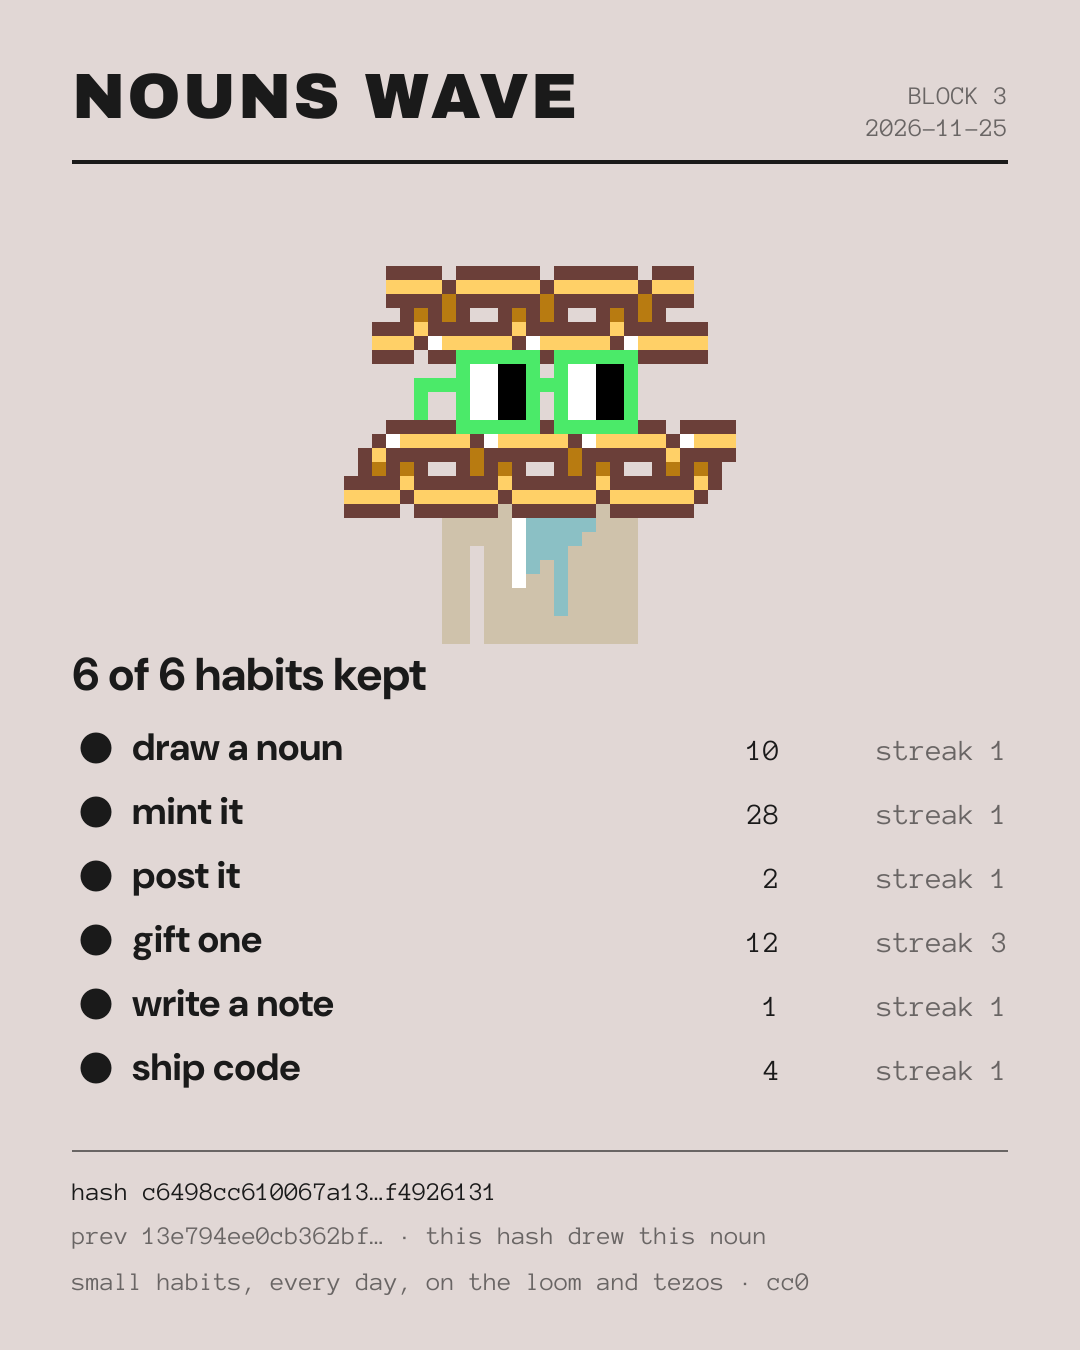 NOUNS WAVE
BLOCK 3
2026–11–25
6 of 6 habits kept
draw a noun 10 streak 1
mint it 28 streak 1
post it 2 streak 1
gift one 12 streak 3
write a note 1 streak 1
ship code 4 streak 1
hash c6498cc610067a13…f4926131
prev 13e794ee0cb362bf… · this hash drew this noun
small habits, every day, on the loom and tezos · cc0